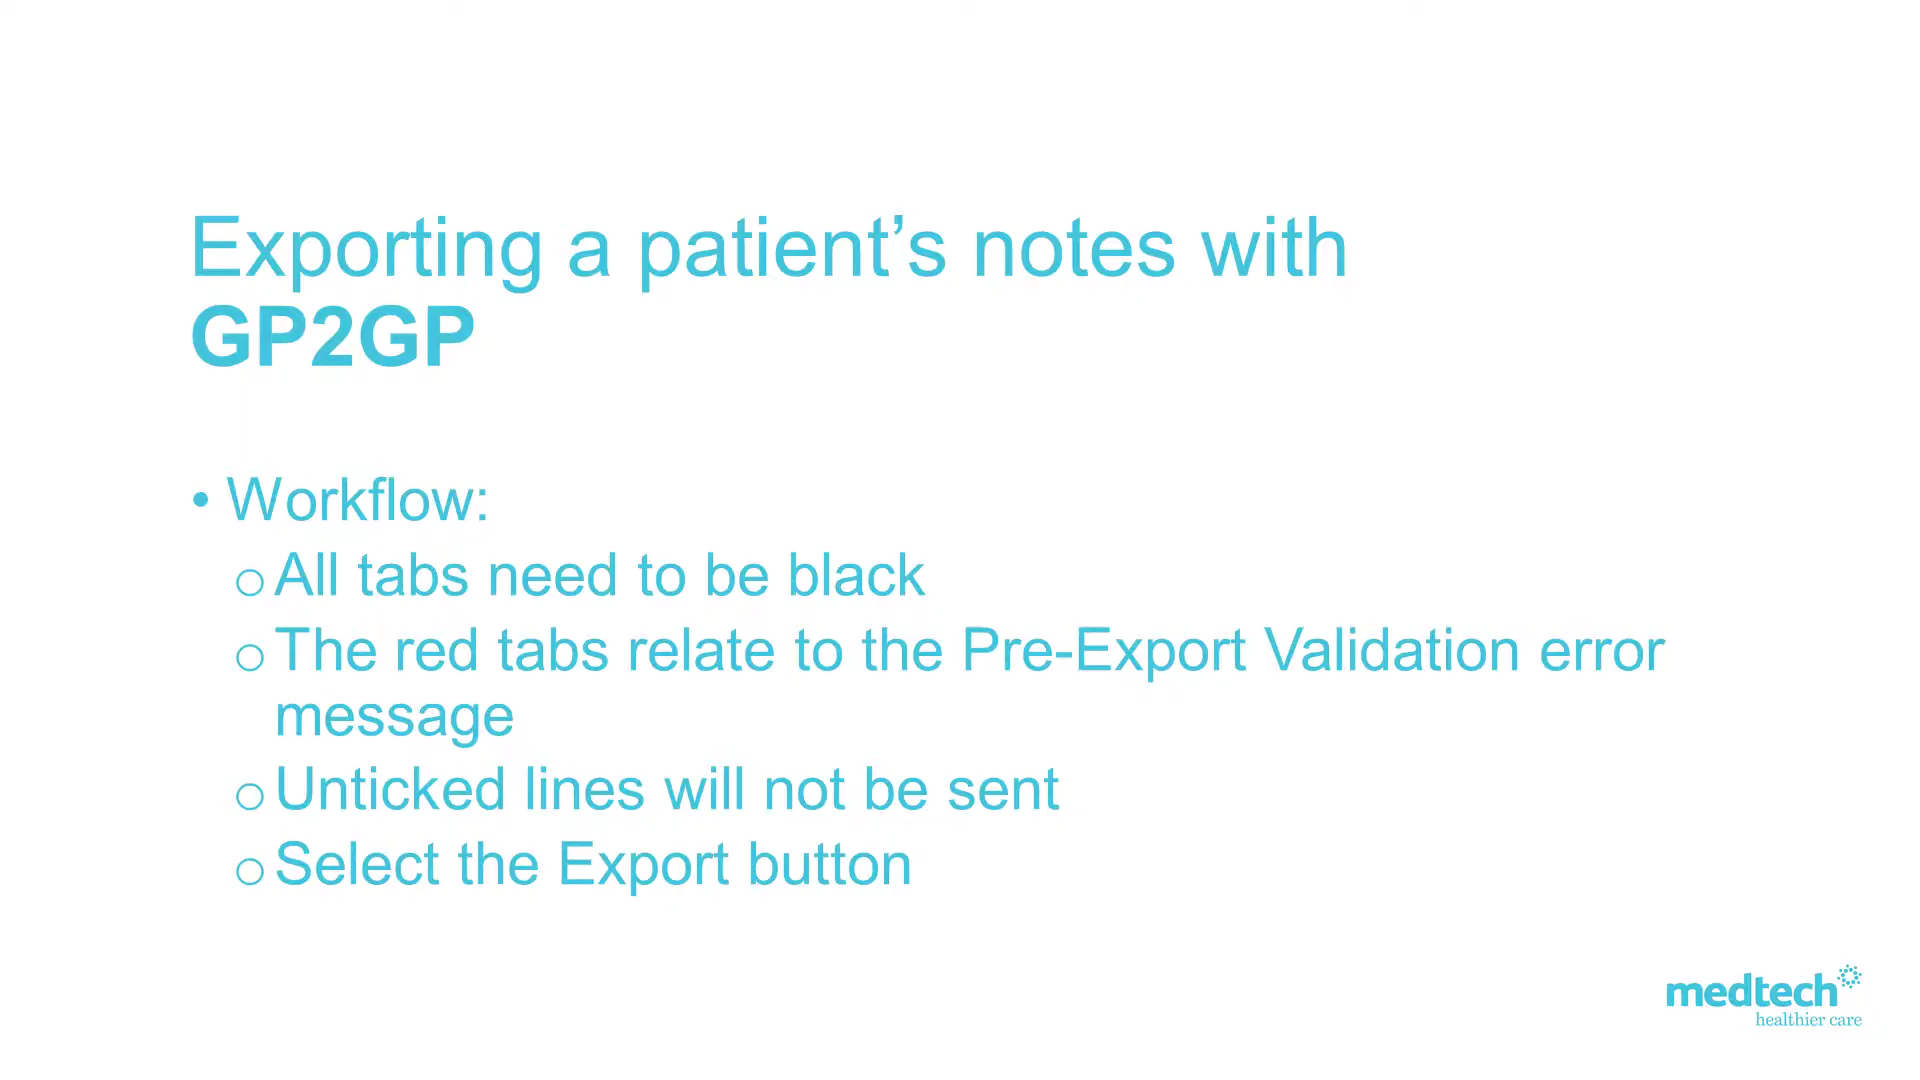 Exporting a patient’s notes with
GP2GP
• Workflow:
o All tabs need to be black
o The red tabs relate to the Pre-Export Validation error
message
o Unticked lines will not be sent
o Select the Export button
medtech
healthier care